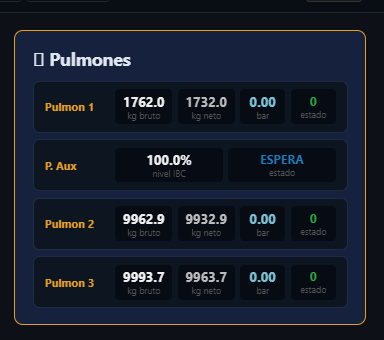 Pulmones
Pulmon 1 1762.0 1732.0 0.00 0
kg bruto kg neto bar estado
P. Aux 100.0% ESPERA
nivel IBC estado
Pulmon 2 9962.9 9932.9 0.00 0
kg bruto kg neto bar estado
Pulmon 3 9993.7 9963.7 0.00 0
kg bruto kg neto bar estado